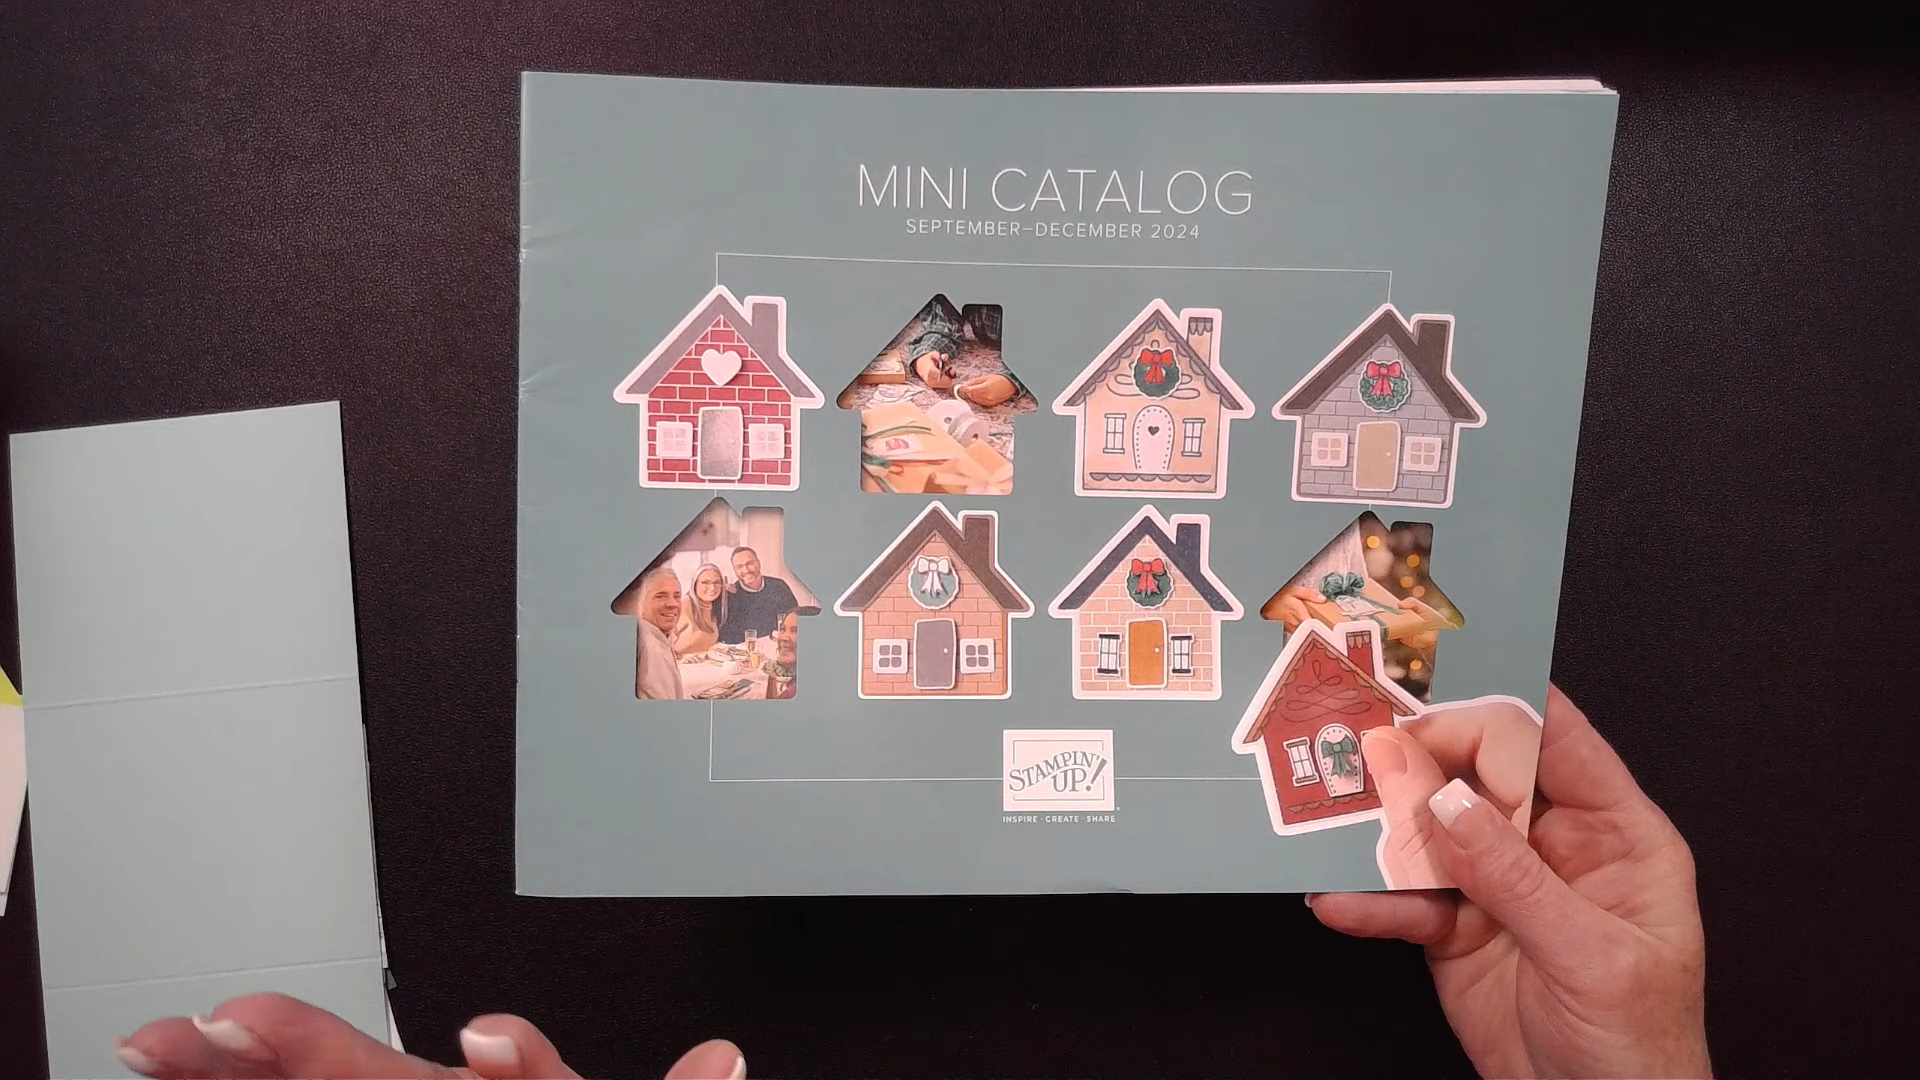 MINI CATALOG
SEPTEMBER–DECEMBER 2024
STAMPIN'
UP!
INSPIRE · CREATE · SHARE